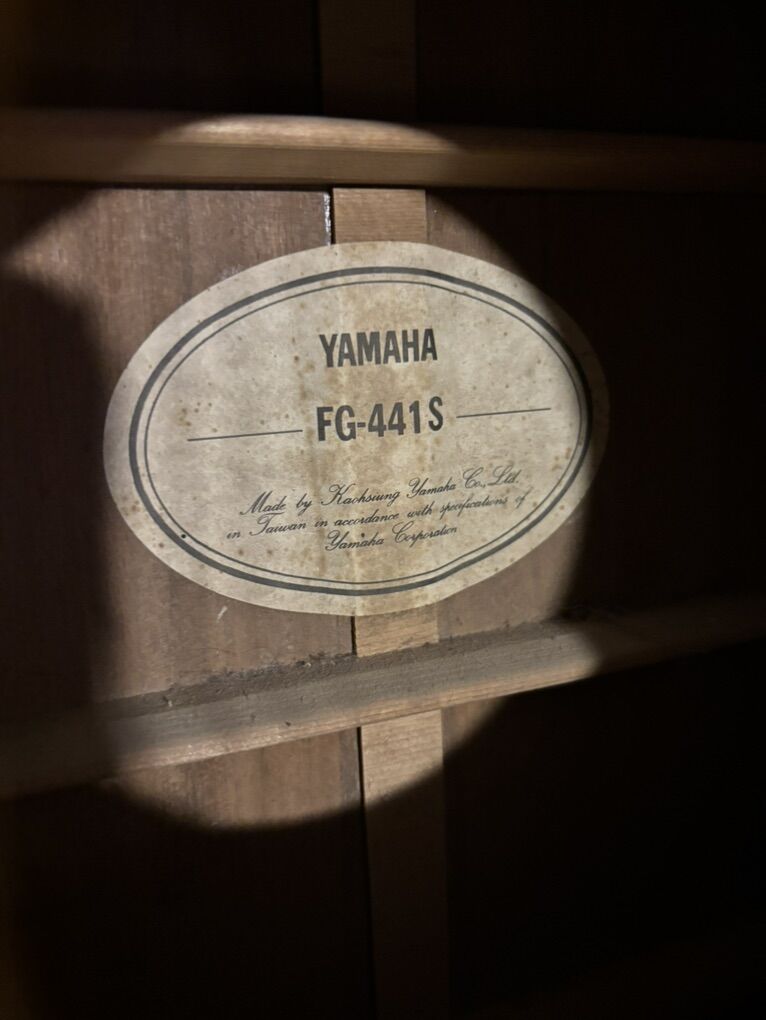 YAMAHA
FG-441S
Made by Kaohsiung Yamaha Co., Ltd.
in Taiwan in accordance with specifications of
Yamaha Corporation